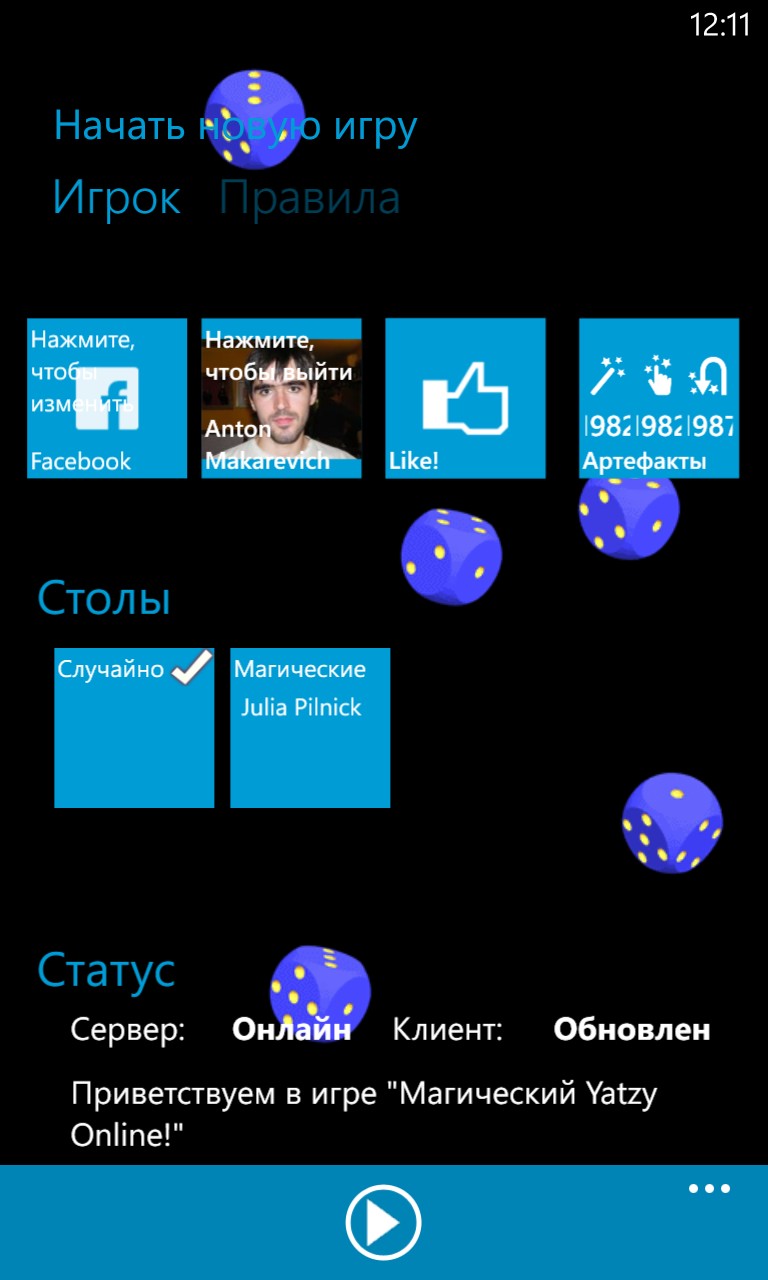 12:11
Начать новую игру
Игрок Правила
Нажмите,
чтобы
изменить
Facebook
Нажмите,
чтобы выйти
Anton
Makarevich
Like!
1982 1982 1987
Артефакты
Столы
Случайно
Магические
Julia Pilnick
Статус
Сервер: Онлайн Клиент: Обновлен
Приветствуем в игре "Магический Yatzy
Online!"